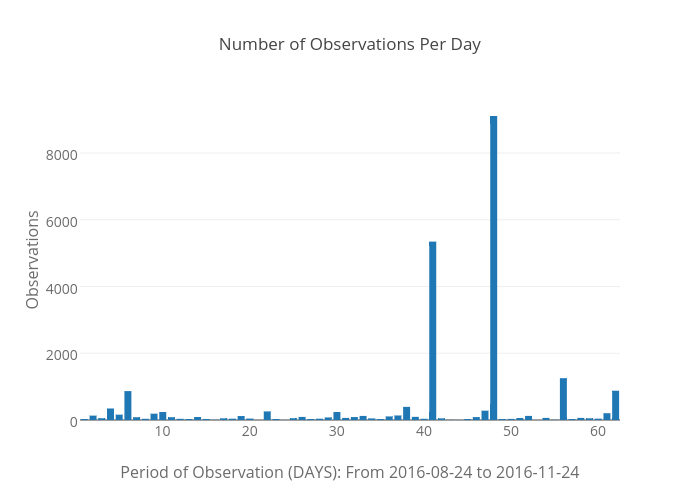 Number of Observations Per Day
8000
6000
4000
2000
0
Observations
10 20 30 40 50 60
Period of Observation (DAYS): From 2016-08-24 to 2016-11-24